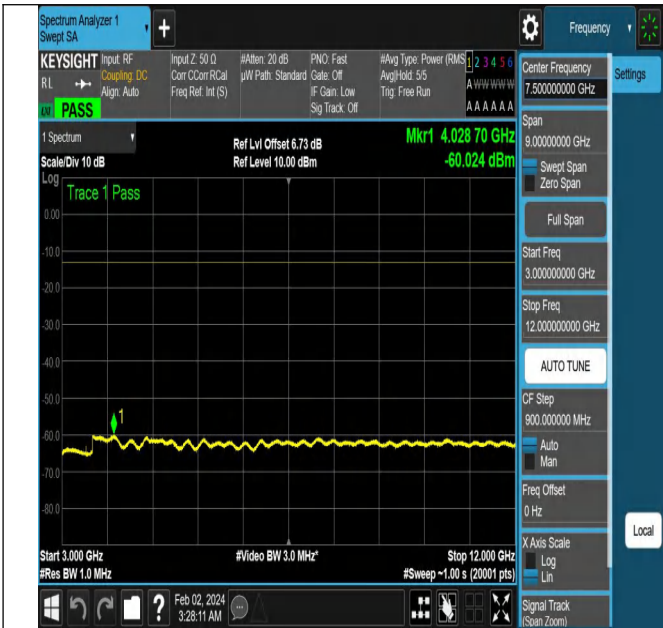 Spectrum Analyzer 1
Swept SA
Frequency
KEYSIGHT
RL
PASS
Input: RF
Coupling: DC
Align: Auto
Input Z: 50 Ω
Corr CCorr RCal
Freq Ref: Int (S)
#Atten: 20 dB
µW Path: Standard
PNO: Fast
Gate: Off
IF Gain: Low
Sig Track: Off
#Avg Type: Power (RMS
Avg|Hold: 5/5
Trig: Free Run
1 2 3 4 5 6
A W W W W W
A A A A A A
1 Spectrum
Scale/Div 10 dB
Log
Ref Lvl Offset 6.73 dB
Ref Level 10.00 dBm
Mkr1 4.028 70 GHz
-60.024 dBm
Trace 1 Pass
0.00
-10.0
-20.0
-30.0
-40.0
-50.0
-60.0
-70.0
-80.0
1
Start 3.000 GHz
#Res BW 1.0 MHz
#Video BW 3.0 MHz*
Stop 12.000 GHz
#Sweep ~1.00 s (20001 pts)
Feb 02, 2024
3:28:11 AM
Center Frequency
7.50000000 GHz
Settings
Span
9.00000000 GHz
Swept Span
Zero Span
Full Span
Start Freq
3.000000000 GHz
Stop Freq
12.000000000 GHz
AUTO TUNE
CF Step
900.000000 MHz
Auto
Man
Freq Offset
0 Hz
X Axis Scale
Log
Lin
Local
Signal Track
(Span Zoom)